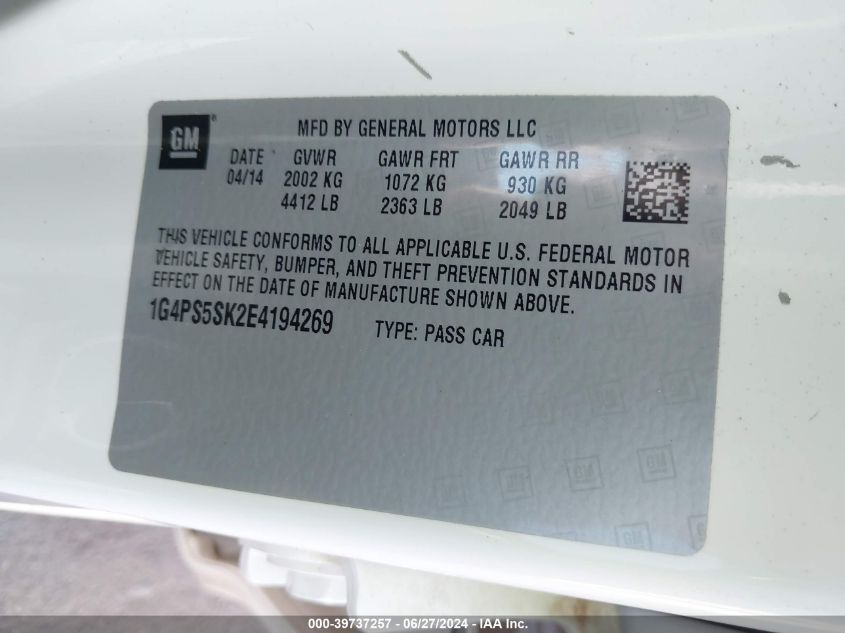 GM
MFD BY GENERAL MOTORS LLC
DATE GVWR GAWR FRT GAWR RR
04/14 2002 KG 1072 KG 930 KG
4412 LB 2363 LB 2049 LB
THIS VEHICLE CONFORMS TO ALL APPLICABLE U.S. FEDERAL MOTOR
VEHICLE SAFETY, BUMPER, AND THEFT PREVENTION STANDARDS IN
EFFECT ON THE DATE OF MANUFACTURE SHOWN ABOVE.
1G4PS5SK2E4194269 TYPE: PASS CAR
000-39737257 - 06/27/2024 - IAA Inc.